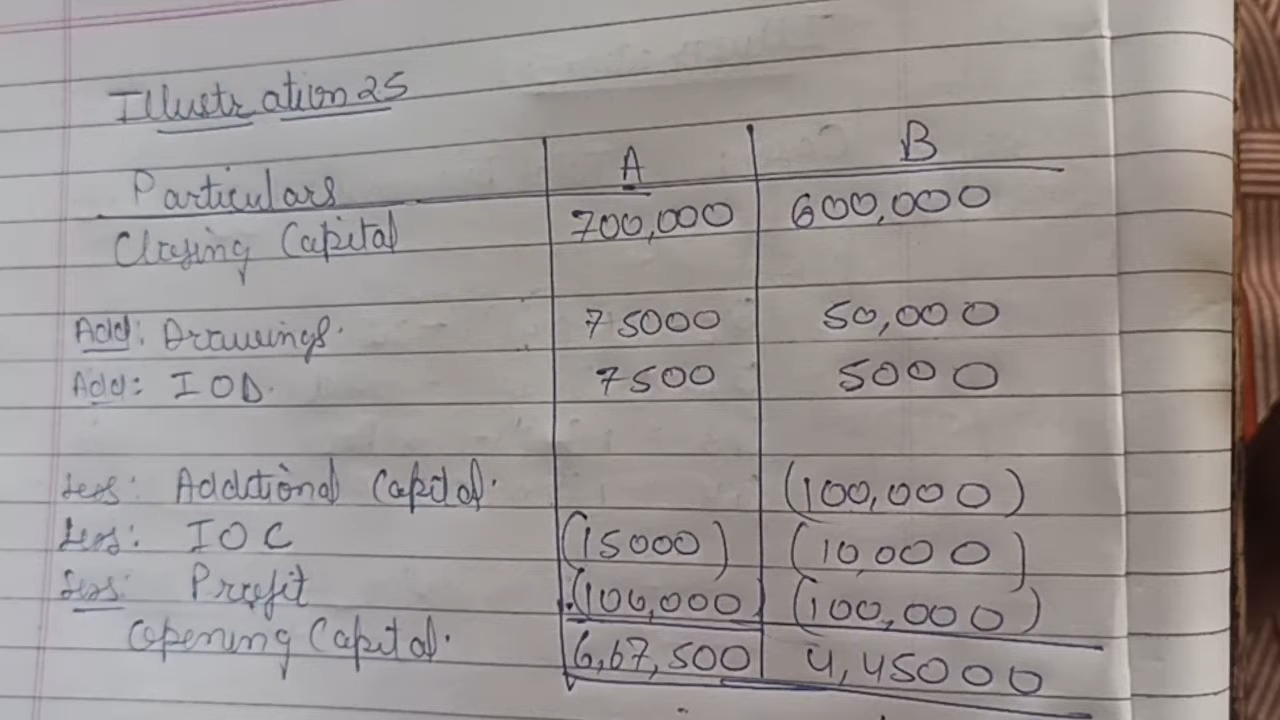 Illustration 25
Particulars A B
Closing Capital 700,000 600,000
Add: Drawings. 75000 50,000
Add: IOD. 7500 5000
Less: Additional Capital. (100,000)
Less: IOC (15000) (10,000)
Less: Profit (100,000) (100,000)
Opening Capital. 6,67,500 4,45000